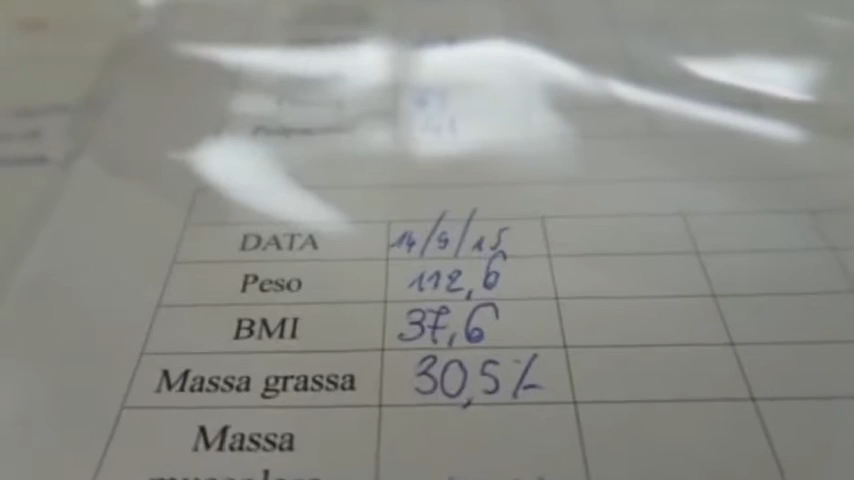 DATA 14/9/15
Peso 112,6
BMI 37,6
Massa grassa 30,5%
Massa